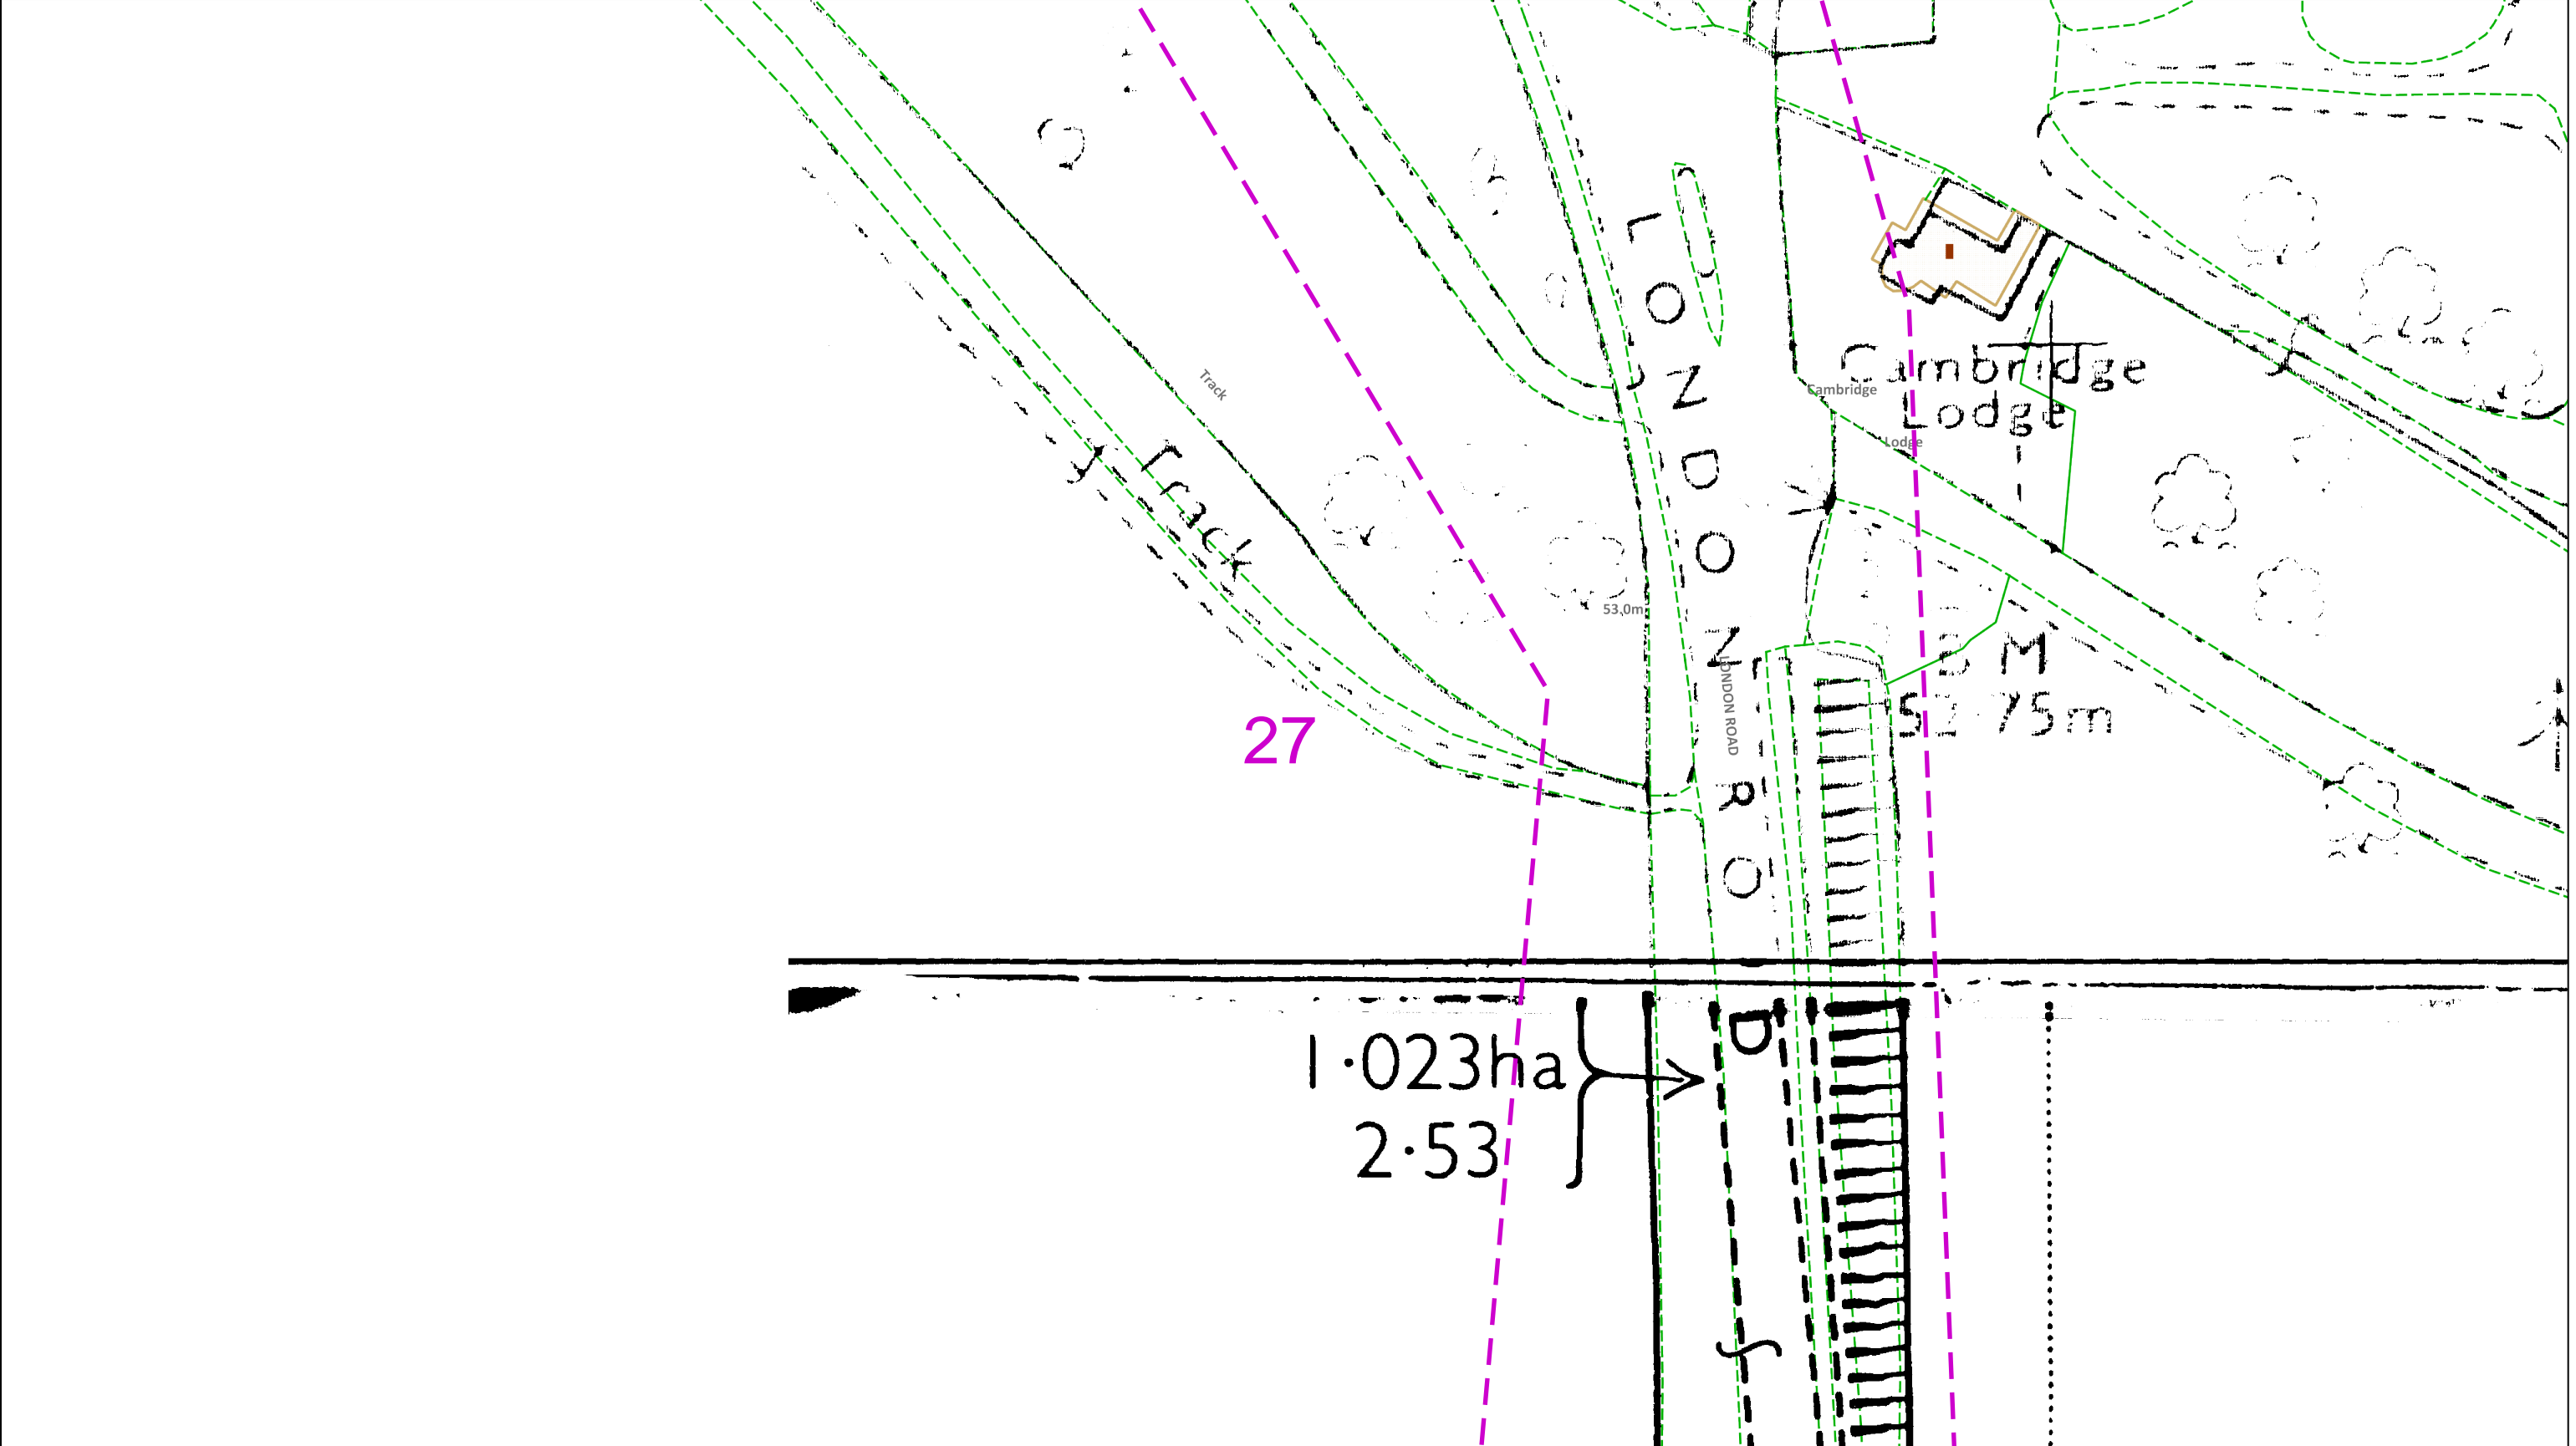 LONDON ROAD
Cambridge
Lodge
Cambridge
Lodge
Track
Track
53.0m
B M
52·75m
LONDON ROAD
27
1·023ha
2·53